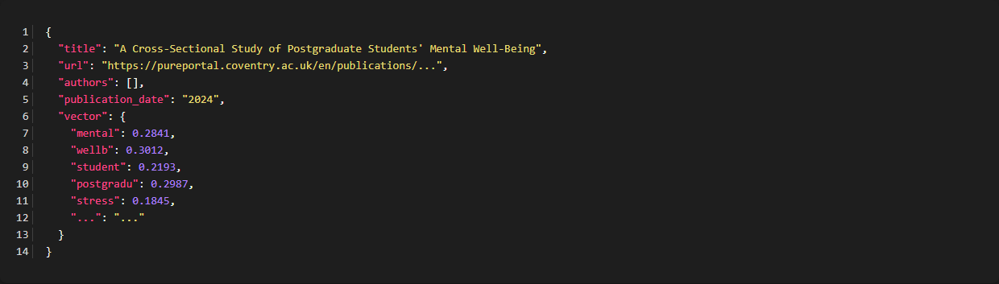 1 {
2 "title": "A Cross-Sectional Study of Postgraduate Students' Mental Well-Being",
3 "url": "https://pureportal.coventry.ac.uk/en/publications/...",
4 "authors": [],
5 "publication_date": "2024",
6 "vector": {
7 "mental": 0.2841,
8 "wellb": 0.3012,
9 "student": 0.2193,
10 "postgradu": 0.2987,
11 "stress": 0.1845,
12 "...": "..."
13 }
14 }